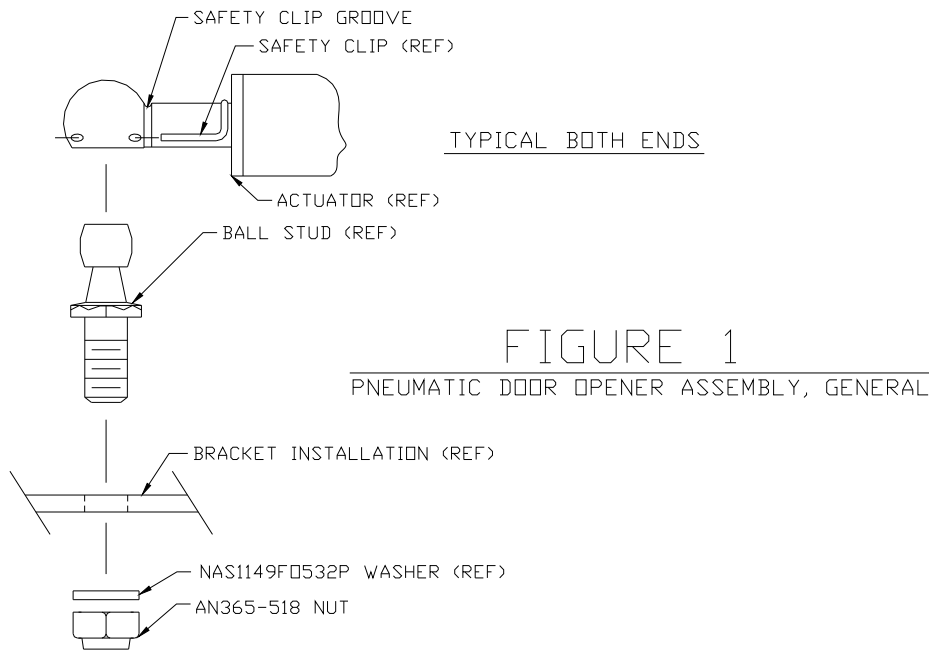 SAFETY CLIP GROOVE
SAFETY CLIP (REF)
TYPICAL BOTH ENDS
ACTUATOR (REF)
BALL STUD (REF)
FIGURE 1
PNEUMATIC DOOR OPENER ASSEMBLY, GENERAL
BRACKET INSTALLATION (REF)
NAS1149F0532P WASHER (REF)
AN365-518 NUT